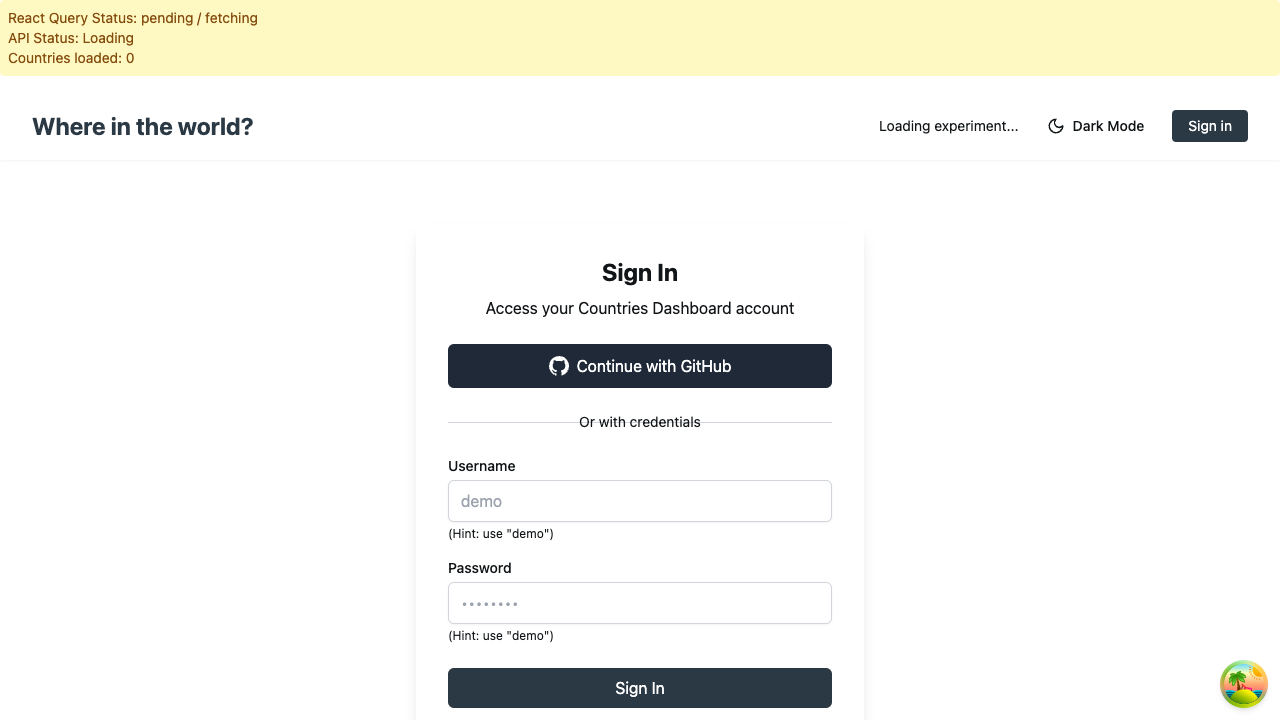 React Query Status: pending / fetching
API Status: Loading
Countries loaded: 0
Where in the world?
Loading experiment...
Dark Mode
Sign in
Sign In
Access your Countries Dashboard account
Continue with GitHub
Or with credentials
Username
demo
(Hint: use "demo")
Password
••••••••
(Hint: use "demo")
Sign In